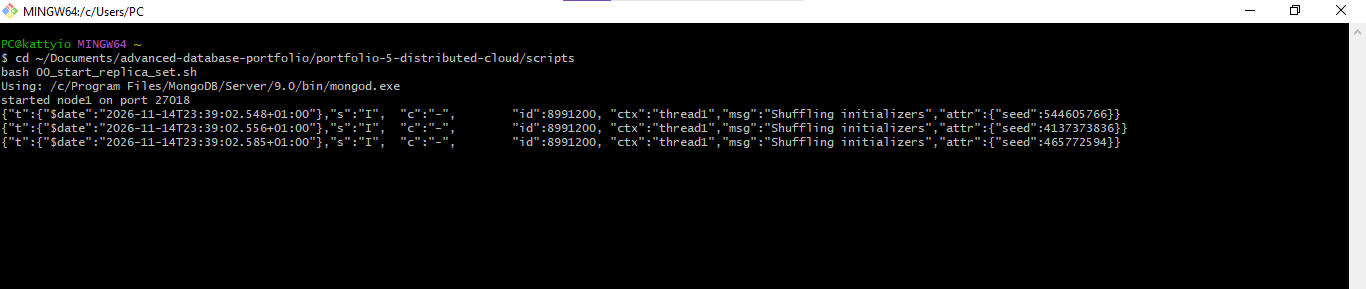 MINGW64:/c/Users/PC
PC@kattyio MINGW64 ~
$ cd ~/Documents/advanced-database-portfolio/portfolio-5-distributed-cloud/scripts
bash 00_start_replica_set.sh
Using: /c/Program Files/MongoDB/Server/9.0/bin/mongod.exe
started node1 on port 27018
{"t":{"$date":"2026-11-14T23:39:02.548+01:00"},"s":"I",  "c":"-",        "id":8991200, "ctx":"thread1","msg":"Shuffling initializers","attr":{"seed":544605766}}
{"t":{"$date":"2026-11-14T23:39:02.556+01:00"},"s":"I",  "c":"-",        "id":8991200, "ctx":"thread1","msg":"Shuffling initializers","attr":{"seed":4137373836}}
{"t":{"$date":"2026-11-14T23:39:02.585+01:00"},"s":"I",  "c":"-",        "id":8991200, "ctx":"thread1","msg":"Shuffling initializers","attr":{"seed":465772594}}